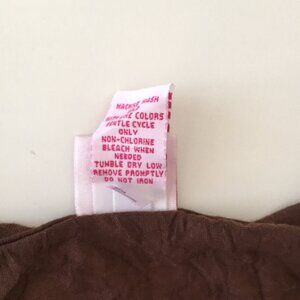 MACHINE WASH
COLORS
GENTLE CYCLE
ONLY
NON-CHLORINE
BLEACH WHEN
NEEDED
TUMBLE DRY LOW
REMOVE PROMPTLY
DO NOT IRON